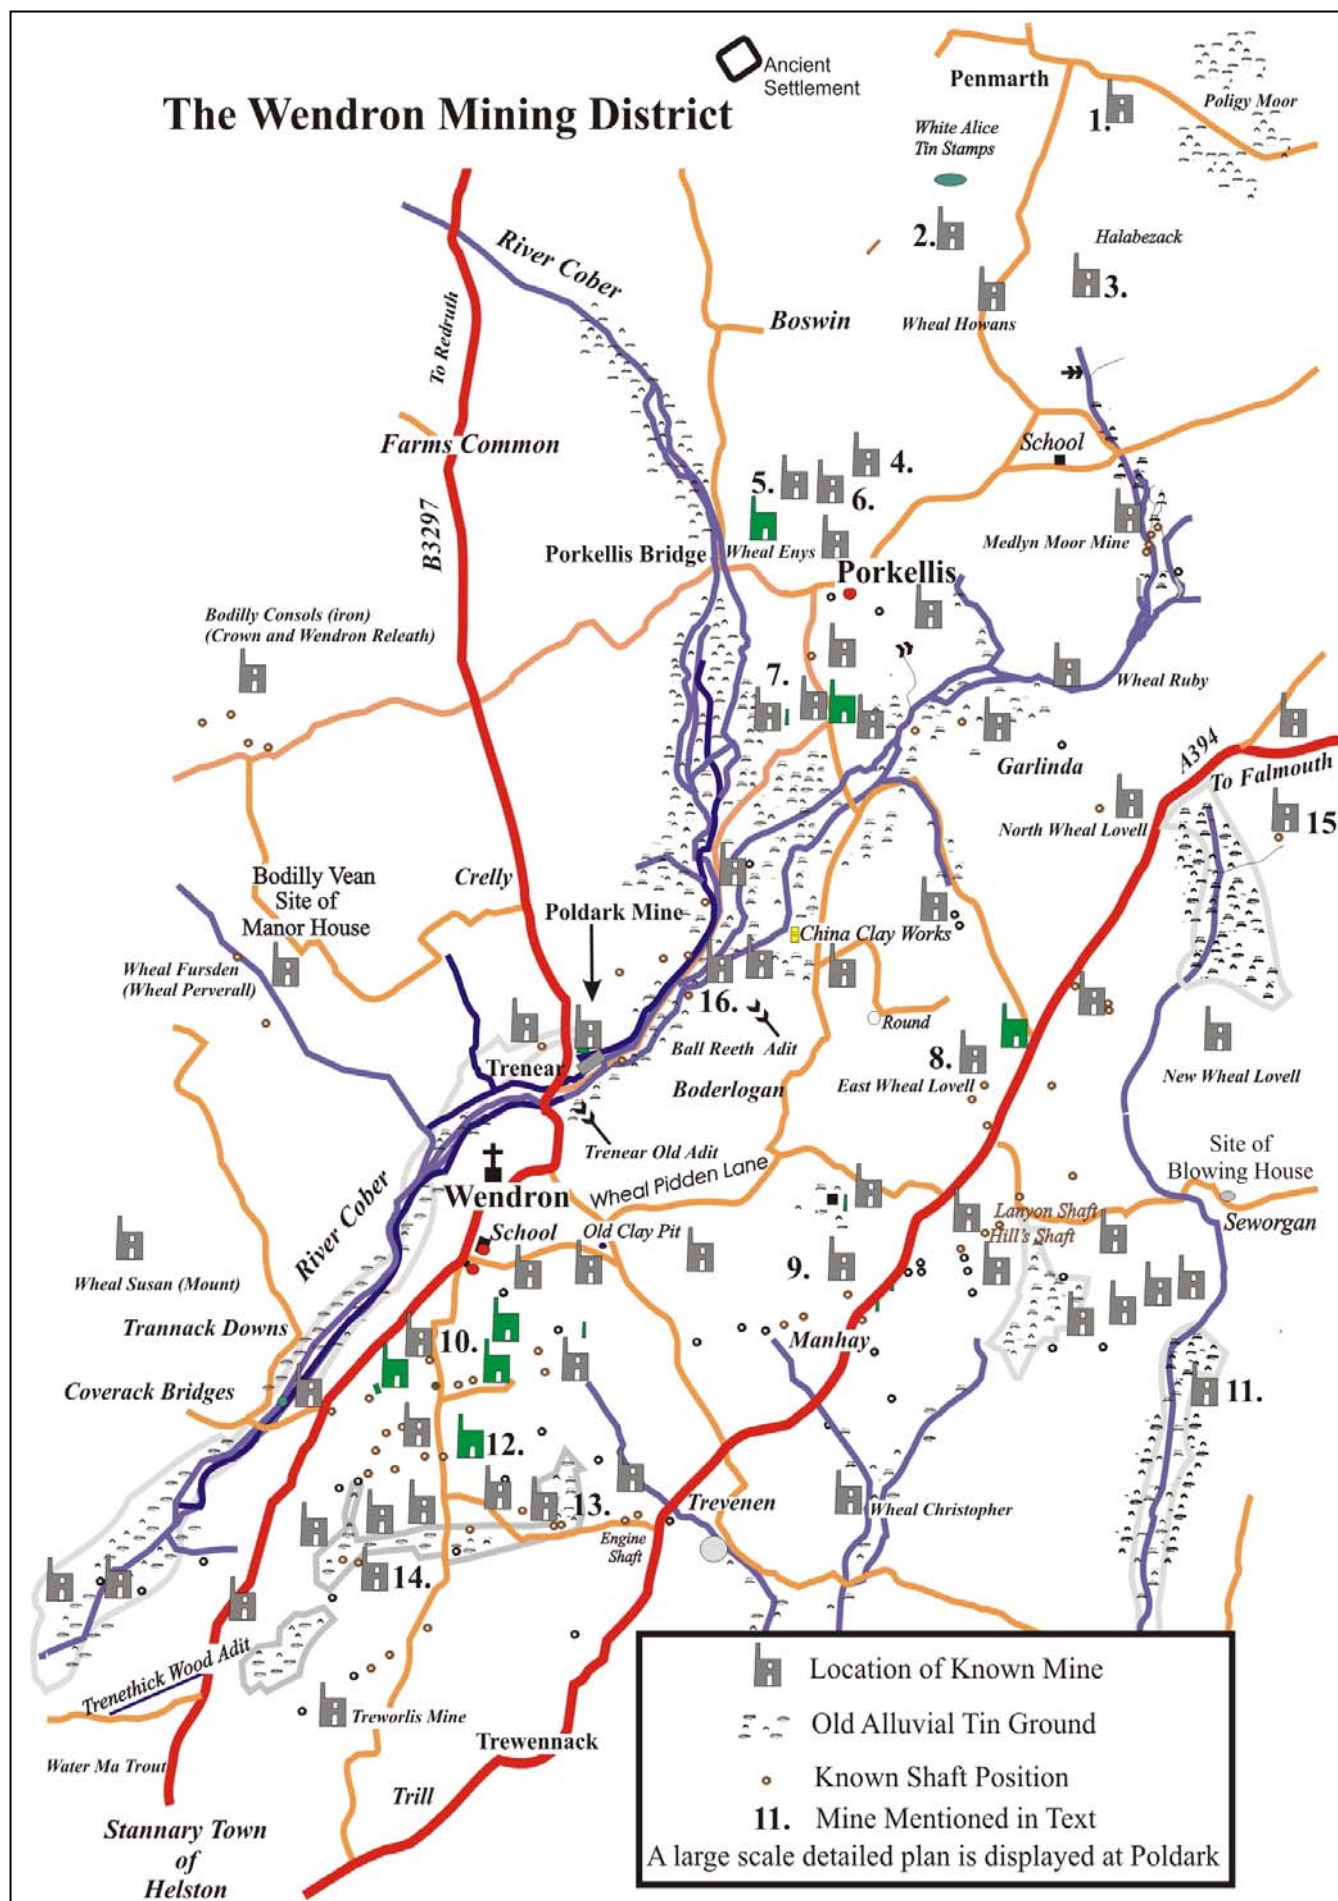 Ancient
Settlement
The Wendron Mining District
Penmarth
Poligy Moor
1.
White Alice
Tin Stamps
2.
Halabezack
3.
River Cober
Wheal Howans
Boswin
To Redruth
Farms Common
School
4.
5.
6.
B3297
Porkellis Bridge
Wheal Enys
Medlyn Moor Mine
Porkellis
Bodilly Consols (iron)
(Crown and Wendron Releath)
7.
Wheal Ruby
A394
To Falmouth
Garlinda
North Wheal Lovell
15
Crelly
Bodilly Vean
Site of
Manor House
Poldark Mine
China Clay Works
Wheal Fursden
(Wheal Perverall)
16.
Round
Ball Reeth Adit
8.
Trenear
Boderlogan
East Wheal Lovell
New Wheal Lovell
Trenear Old Adit
Site of
Blowing House
Wheal Pidden Lane
Wendron
River Cober
School
Old Clay Pit
Lanyon Shaft
Hill's Shaft
Seworgan
Wheal Susan (Mount)
9.
Trannack Downs
10.
Manhay
Coverack Bridges
11.
12.
13.
Trevenen
Wheal Christopher
Engine
Shaft
14.
Trenethick Wood Adit
Treworlis Mine
Water Ma Trout
Trewennack
Trill
Stannary Town
of
Helston
Location of Known Mine
Old Alluvial Tin Ground
Known Shaft Position
11. Mine Mentioned in Text
A large scale detailed plan is displayed at Poldark